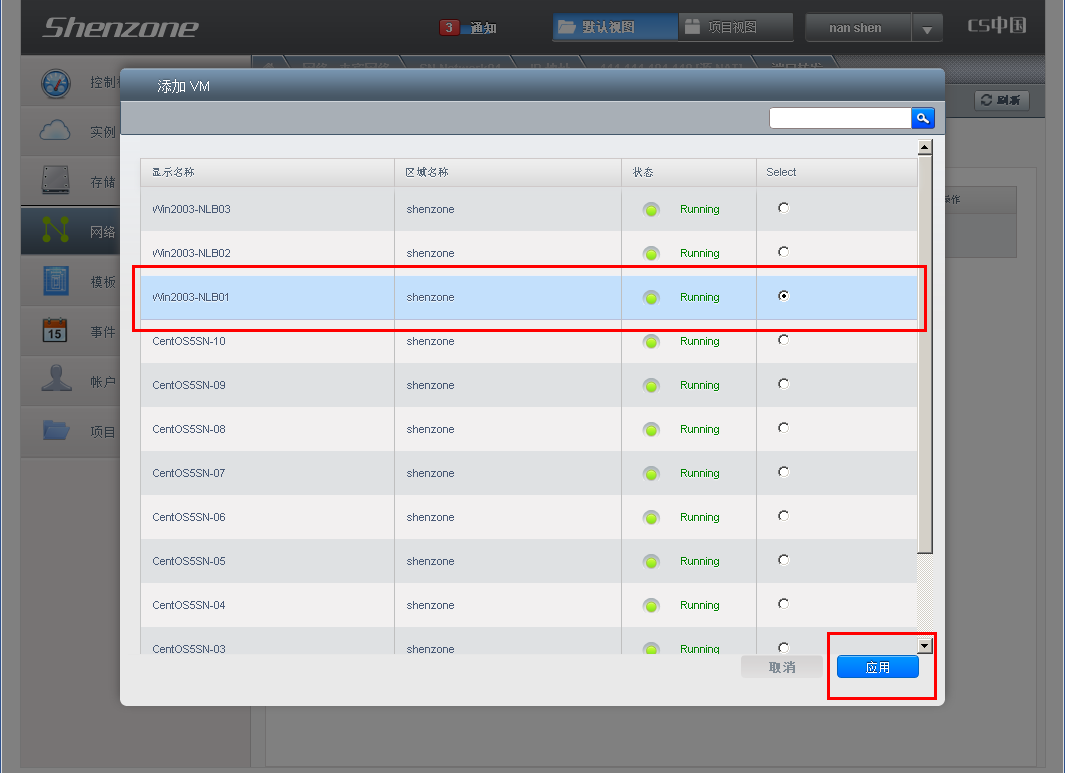 Shenzone
3 通知
默认视图
项目视图
nan shen
CS中国
刷新
控制
实例
存储
网络
模板
15 事件
帐户
项目
添加 VM
显示名称 区域名称 状态 Select
Win2003-NLB03 shenzone Running
Win2003-NLB02 shenzone Running
Win2003-NLB01 shenzone Running
CentOS5SN-10 shenzone Running
CentOS5SN-09 shenzone Running
CentOS5SN-08 shenzone Running
CentOS5SN-07 shenzone Running
CentOS5SN-06 shenzone Running
CentOS5SN-05 shenzone Running
CentOS5SN-04 shenzone Running
CentOS5SN-03 shenzone Running
取消 应用